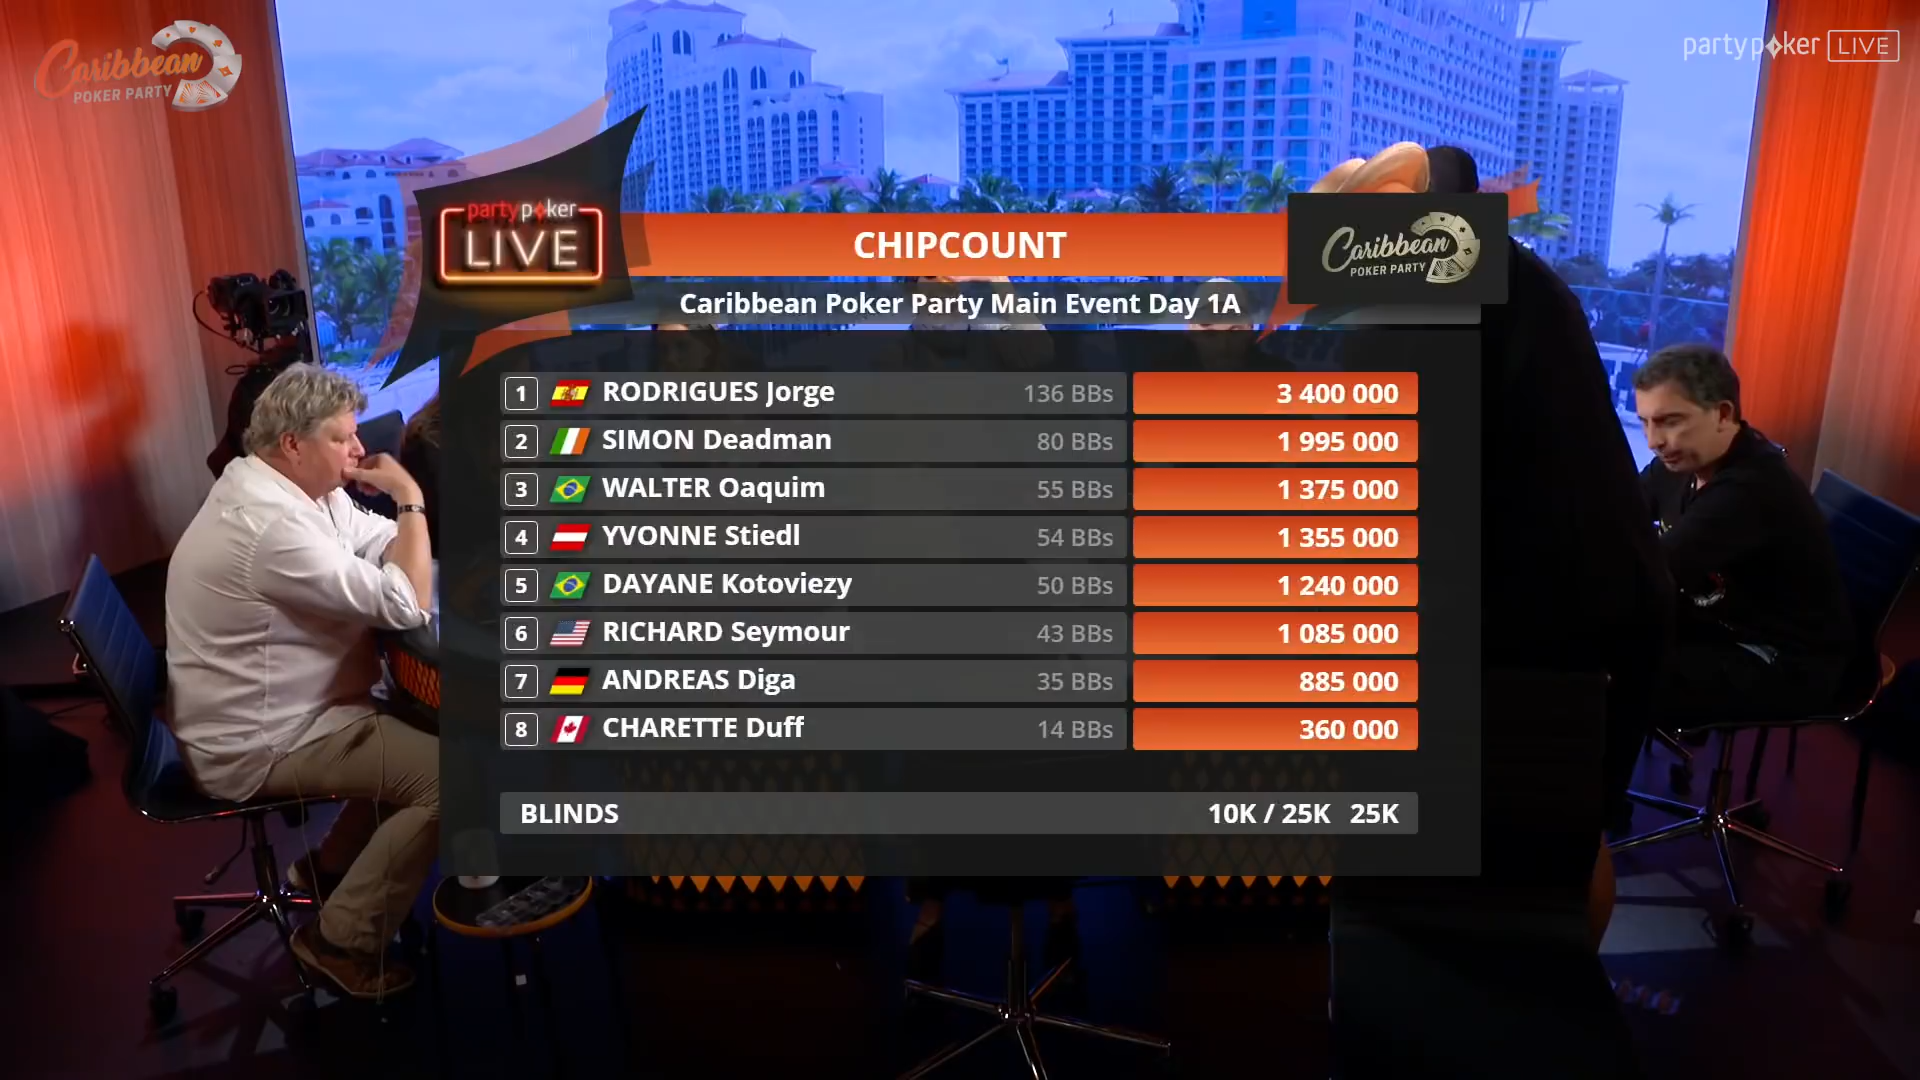 Caribbean
POKER PARTY
partypoker LIVE
partypoker
LIVE
CHIPCOUNT
Caribbean
POKER PARTY
Caribbean Poker Party Main Event Day 1A
1 RODRIGUES Jorge 136 BBs 3 400 000
2 SIMON Deadman 80 BBs 1 995 000
3 WALTER Oaquim 55 BBs 1 375 000
4 YVONNE Stiedl 54 BBs 1 355 000
5 DAYANE Kotoviezy 50 BBs 1 240 000
6 RICHARD Seymour 43 BBs 1 085 000
7 ANDREAS Diga 35 BBs 885 000
8 CHARETTE Duff 14 BBs 360 000
BLINDS 10K / 25K 25K